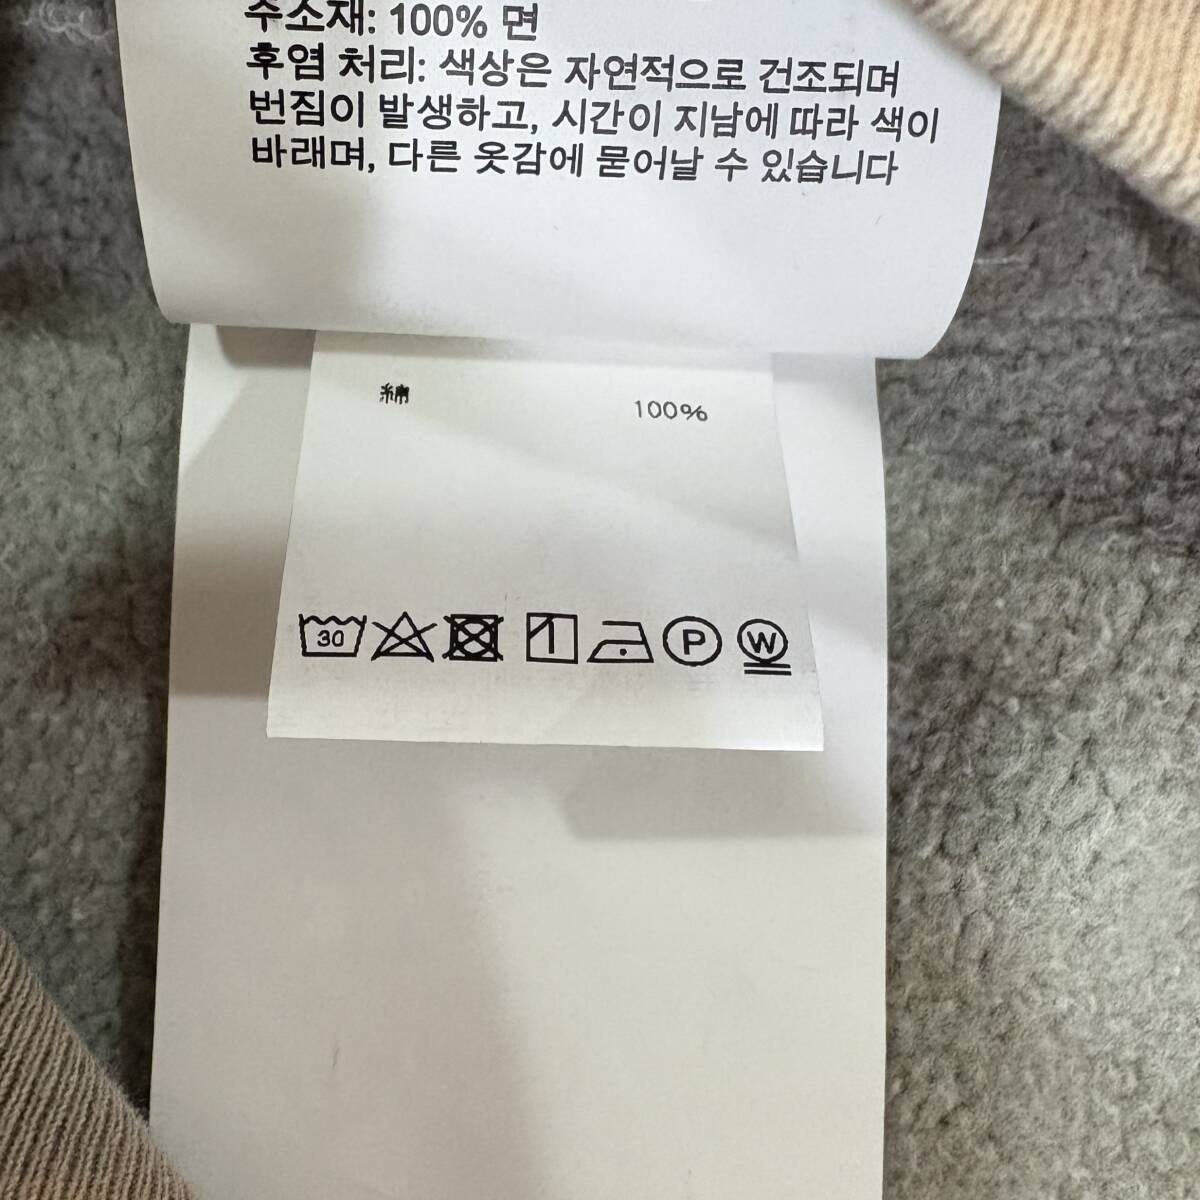 주소재: 100% 면
후염 처리: 색상은 자연적으로 건조되며
번짐이 발생하고, 시간이 지남에 따라 색이
바래며, 다른 옷감에 묻어날 수 있습니다
綿 100%
30 P W